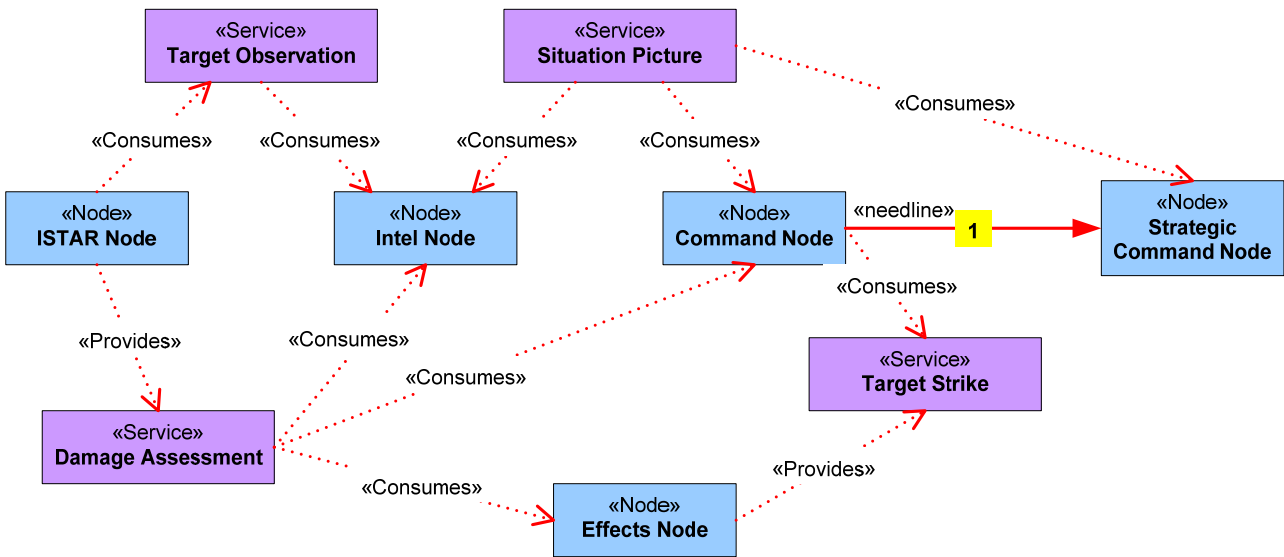 «Service»
Target Observation
«Service»
Situation Picture
«Consumes»
«Consumes»
«Consumes»
«Consumes»
«Consumes»
«Node»
ISTAR Node
«Node»
Intel Node
«Node»
Command Node
«needline»
1
«Node»
Strategic
Command Node
«Provides»
«Consumes»
«Consumes»
«Consumes»
«Service»
Target Strike
«Service»
Damage Assessment
«Consumes»
«Provides»
«Node»
Effects Node